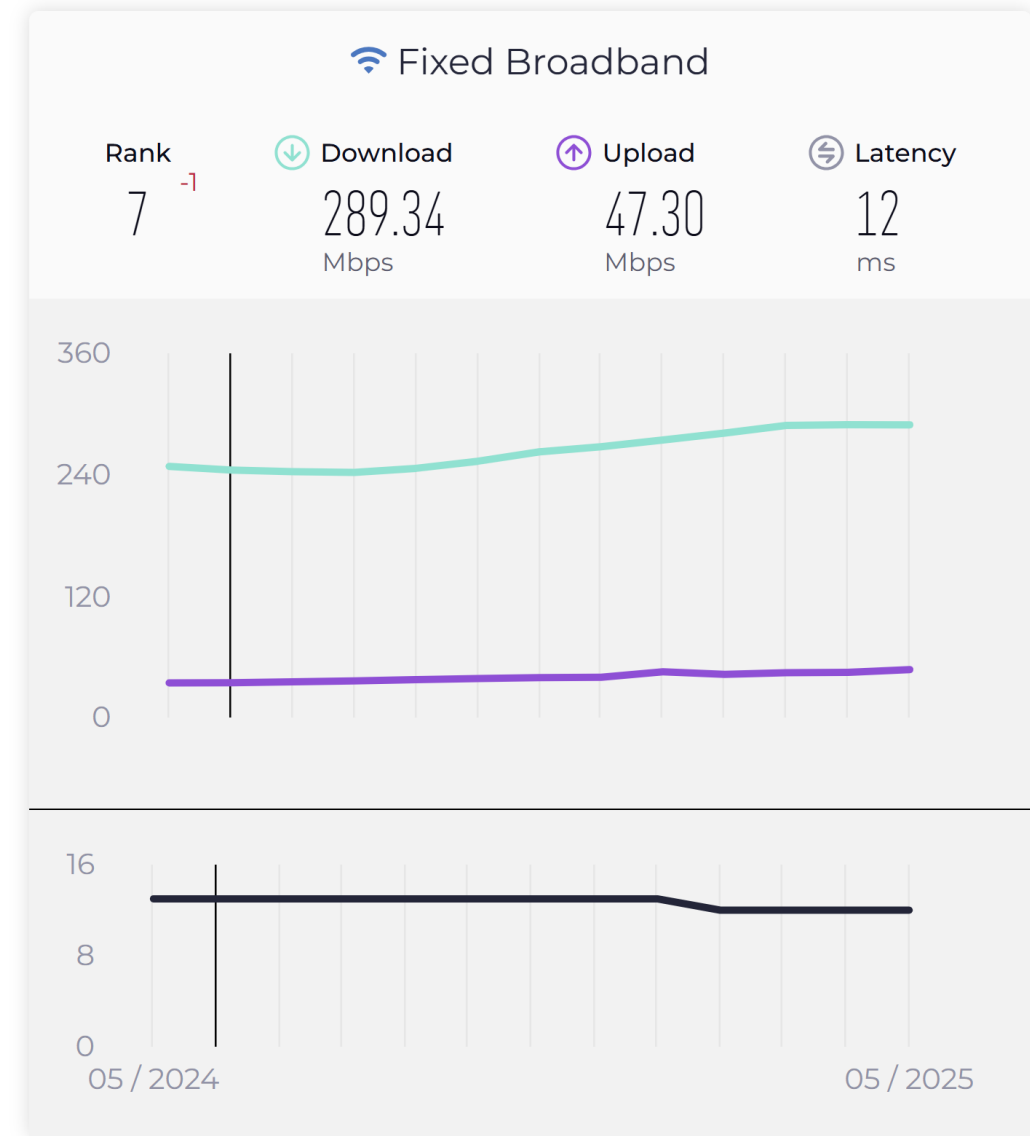 Fixed Broadband
Rank Download Upload Latency
7 -1 289.34 47.30 12
Mbps Mbps ms
360
240
120
0
16
8
0
05 / 2024 05 / 2025